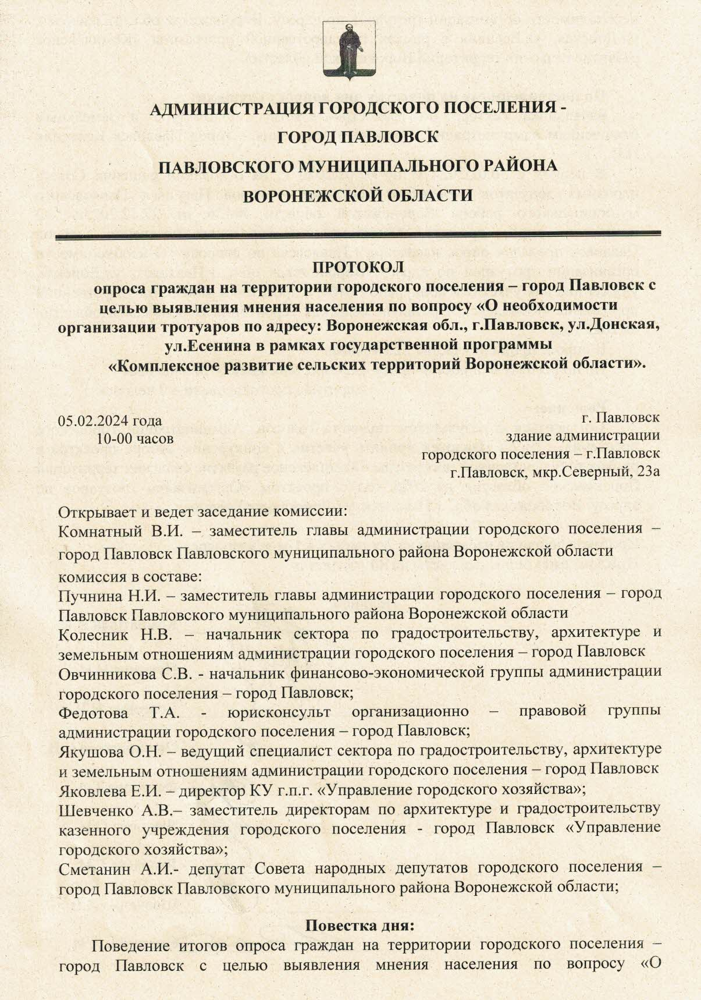 АДМИНИСТРАЦИЯ ГОРОДСКОГО ПОСЕЛЕНИЯ -
ГОРОД ПАВЛОВСК
ПАВЛОВСКОГО МУНИЦИПАЛЬНОГО РАЙОНА
ВОРОНЕЖСКОЙ ОБЛАСТИ
ПРОТОКОЛ
опроса граждан на территории городского поселения – город Павловск с
целью выявления мнения населения по вопросу «О необходимости
организации тротуаров по адресу: Воронежская обл., г.Павловск, ул.Донская,
ул.Есенина в рамках государственной программы
«Комплексное развитие сельских территорий Воронежской области».
05.02.2024 года
10-00 часов
г. Павловск
здание администрации
городского поселения – г.Павловск
г.Павловск, мкр.Северный, 23а
Открывает и ведет заседание комиссии:
Комнатный В.И. – заместитель главы администрации городского поселения –
город Павловск Павловского муниципального района Воронежской области
комиссия в составе:
Пучнина Н.И. – заместитель главы администрации городского поселения – город
Павловск Павловского муниципального района Воронежской области
Колесник Н.В. – начальник сектора по градостроительству, архитектуре и
земельным отношениям администрации городского поселения – город Павловск
Овчинникова С.В. - начальник финансово-экономической группы администрации
городского поселения – город Павловск;
Федотова Т.А. - юрисконсульт организационно – правовой группы
администрации городского поселения – город Павловск;
Якушова О.Н. – ведущий специалист сектора по градостроительству, архитектуре
и земельным отношениям администрации городского поселения – город Павловск
Яковлева Е.И. – директор КУ г.п.г. «Управление городского хозяйства»;
Шевченко А.В.– заместитель директорам по архитектуре и градостроительству
казенного учреждения городского поселения - город Павловск «Управление
городского хозяйства»;
Сметанин А.И.- депутат Совета народных депутатов городского поселения –
город Павловск Павловского муниципального района Воронежской области;
Повестка дня:
Поведение итогов опроса граждан на территории городского поселения –
город Павловск с целью выявления мнения населения по вопросу «О